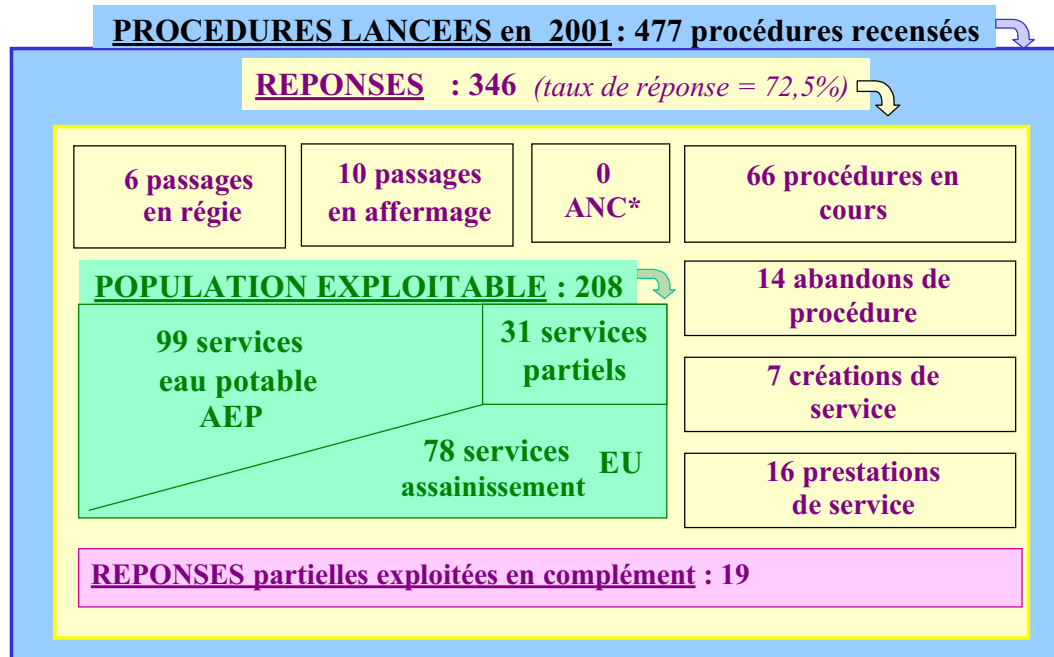 PROCEDURES LANCEES en 2001 : 477 procédures recensées
REPONSES : 346 (taux de réponse = 72,5%)
6 passages
en régie
10 passages
en affermage
0
ANC*
66 procédures en
cours
POPULATION EXPLOITABLE : 208
14 abandons de
procédure
99 services
eau potable
AEP
31 services
partiels
7 créations de
service
78 services
assainissement
EU
16 prestations
de service
REPONSES partielles exploitées en complément : 19